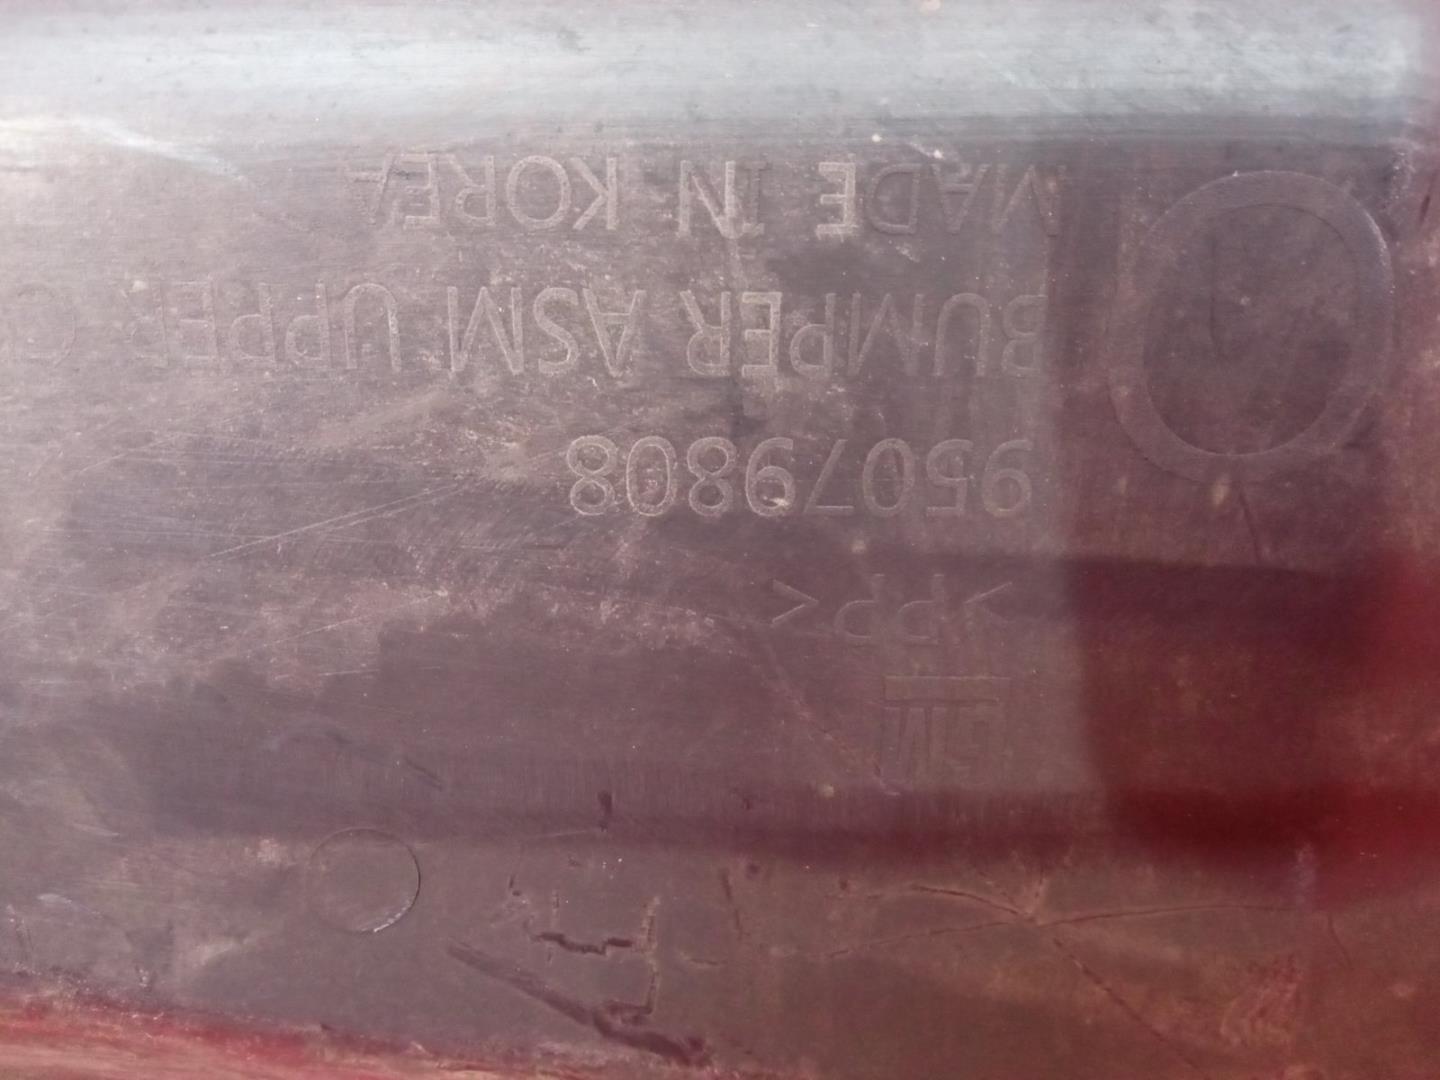 GM
>PP<
95079808
BUMPER ASM UPPER
MADE IN KOREA